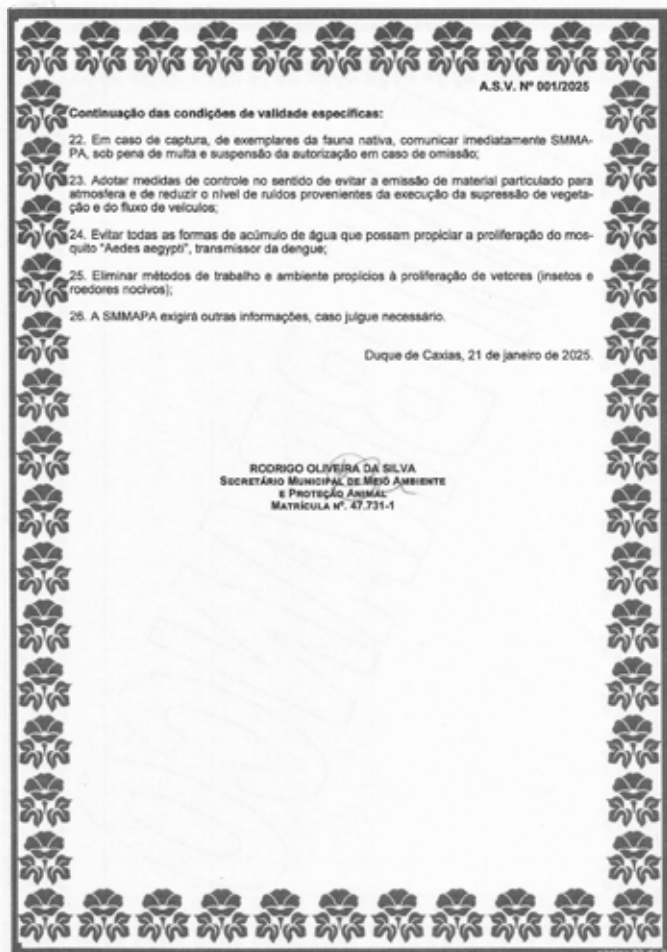 A.S.V. Nº 001/2025
Continuação das condições de validade específicas:
22. Em caso de captura, de exemplares da fauna nativa, comunicar imediatamente SMMA-
PA, sob pena de multa e suspensão da autorização em caso de omissão;
23. Adotar medidas de controle no sentido de evitar a emissão de material particulado para
atmosfera e de reduzir o nível de ruídos provenientes da execução da supressão de vegeta-
ção e do fluxo de veículos;
24. Evitar todas as formas de acúmulo de água que possam propiciar a proliferação do mos-
quito "Aedes aegypti", transmissor da dengue;
25. Eliminar métodos de trabalho e ambiente propícios à proliferação de vetores (insetos e
roedores nocivos);
26. A SMMAPA exigirá outras informações, caso julgue necessário.
Duque de Caxias, 21 de janeiro de 2025.
RODRIGO OLIVEIRA DA SILVA
SECRETÁRIO MUNICIPAL DE MEIO AMBIENTE
E PROTEÇÃO ANIMAL
MATRÍCULA Nº. 47.731-1